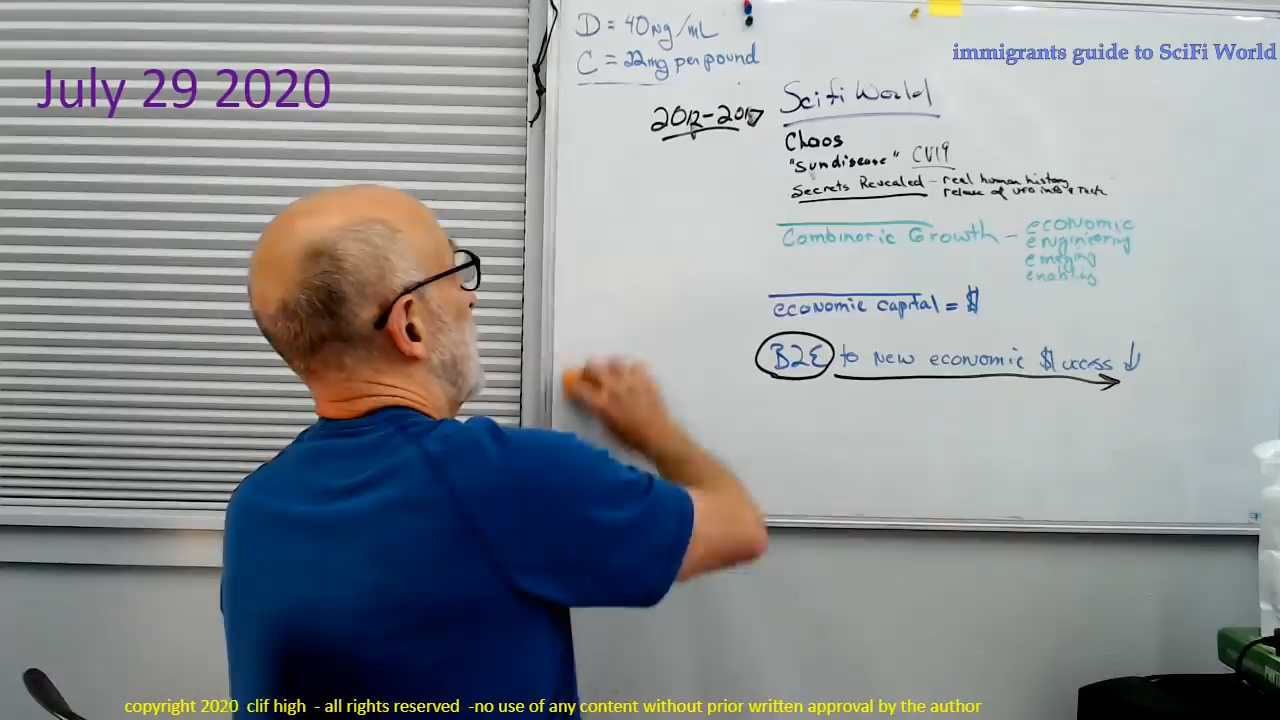 July 29 2020
immigrants guide to SciFi World
D = 40ng/mL
C = 22mg per pound
2012-2017
Scifi World
Chaos
"sun disease" CV19
Secrets Revealed - real human history
release of UFO info & Tech
Combinoric Growth - economic
engineering
emerging
enabling
economic capital = $
B2E to new economic $uccess ↓
copyright 2020 clif high - all rights reserved -no use of any content without prior written approval by the author